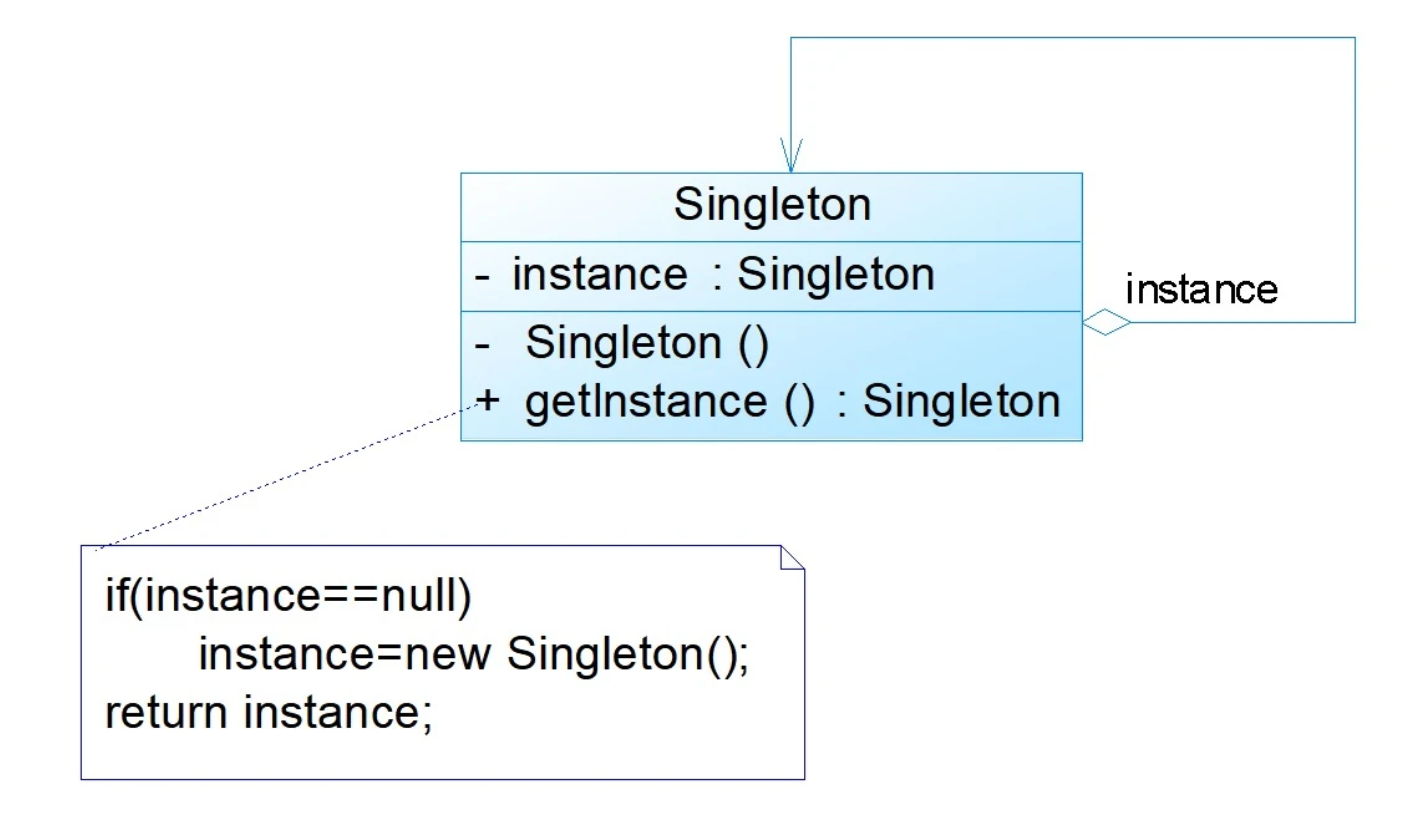 Singleton
- instance : Singleton
instance
- Singleton ()
+ getInstance () : Singleton
if(instance==null)
instance=new Singleton();
return instance;